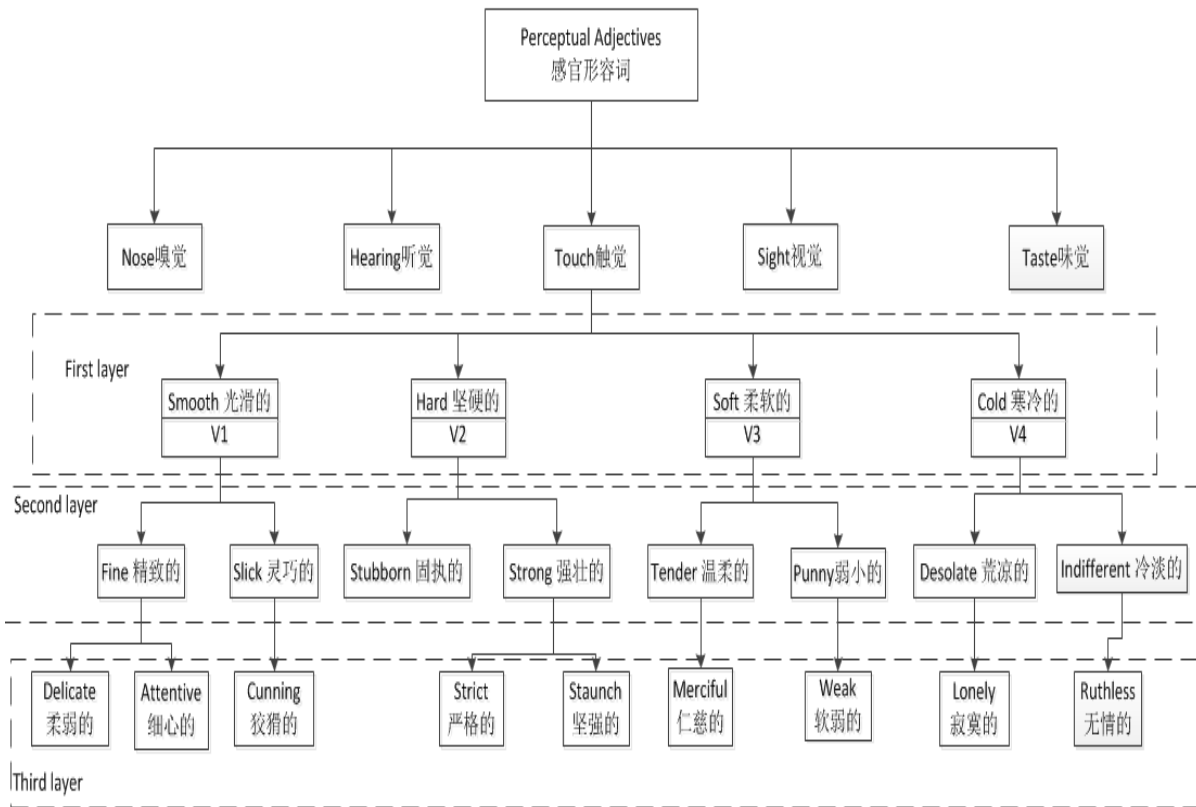 Perceptual Adjectives
感官形容词
Nose嗅觉
Hearing听觉
Touch触觉
Sight视觉
Taste味觉
First layer
Smooth 光滑的
V1
Hard 坚硬的
V2
Soft 柔软的
V3
Cold 寒冷的
V4
Second layer
Fine 精致的
Slick 灵巧的
Stubborn 固执的
Strong 强壮的
Tender 温柔的
Punny弱小的
Desolate 荒凉的
Indifferent 冷淡的
Delicate
柔弱的
Attentive
细心的
Cunning
狡猾的
Strict
严格的
Staunch
坚强的
Merciful
仁慈的
Weak
软弱的
Lonely
寂寞的
Ruthless
无情的
Third layer